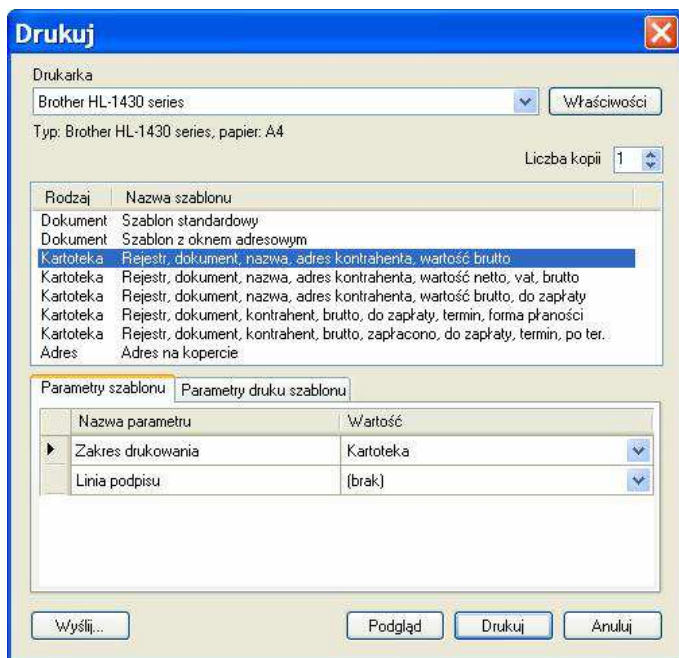 Drukuj
Drukarka
Brother HL-1430 series
Właściwości
Typ: Brother HL-1430 series, papier: A4
Liczba kopii 1
Rodzaj Nazwa szablonu
Dokument Szablon standardowy
Dokument Szablon z oknem adresowym
Kartoteka Rejestr, dokument, nazwa, adres kontrahenta, wartość brutto
Kartoteka Rejestr, dokument, nazwa, adres kontrahenta, wartość netto, vat, brutto
Kartoteka Rejestr, dokument, nazwa, adres kontrahenta, wartość brutto, do zapłaty
Kartoteka Rejestr, dokument, kontrahent, brutto, do zapłaty, termin, forma płaności
Kartoteka Rejestr, dokument, kontrahent, brutto, zapłacono, do zapłaty, termin, po ter.
Adres Adres na kopercie
Parametry szablonu Parametry druku szablonu
Nazwa parametru Wartość
Zakres drukowania Kartoteka
Linia podpisu (brak)
Wyślij... Podgląd Drukuj Anuluj